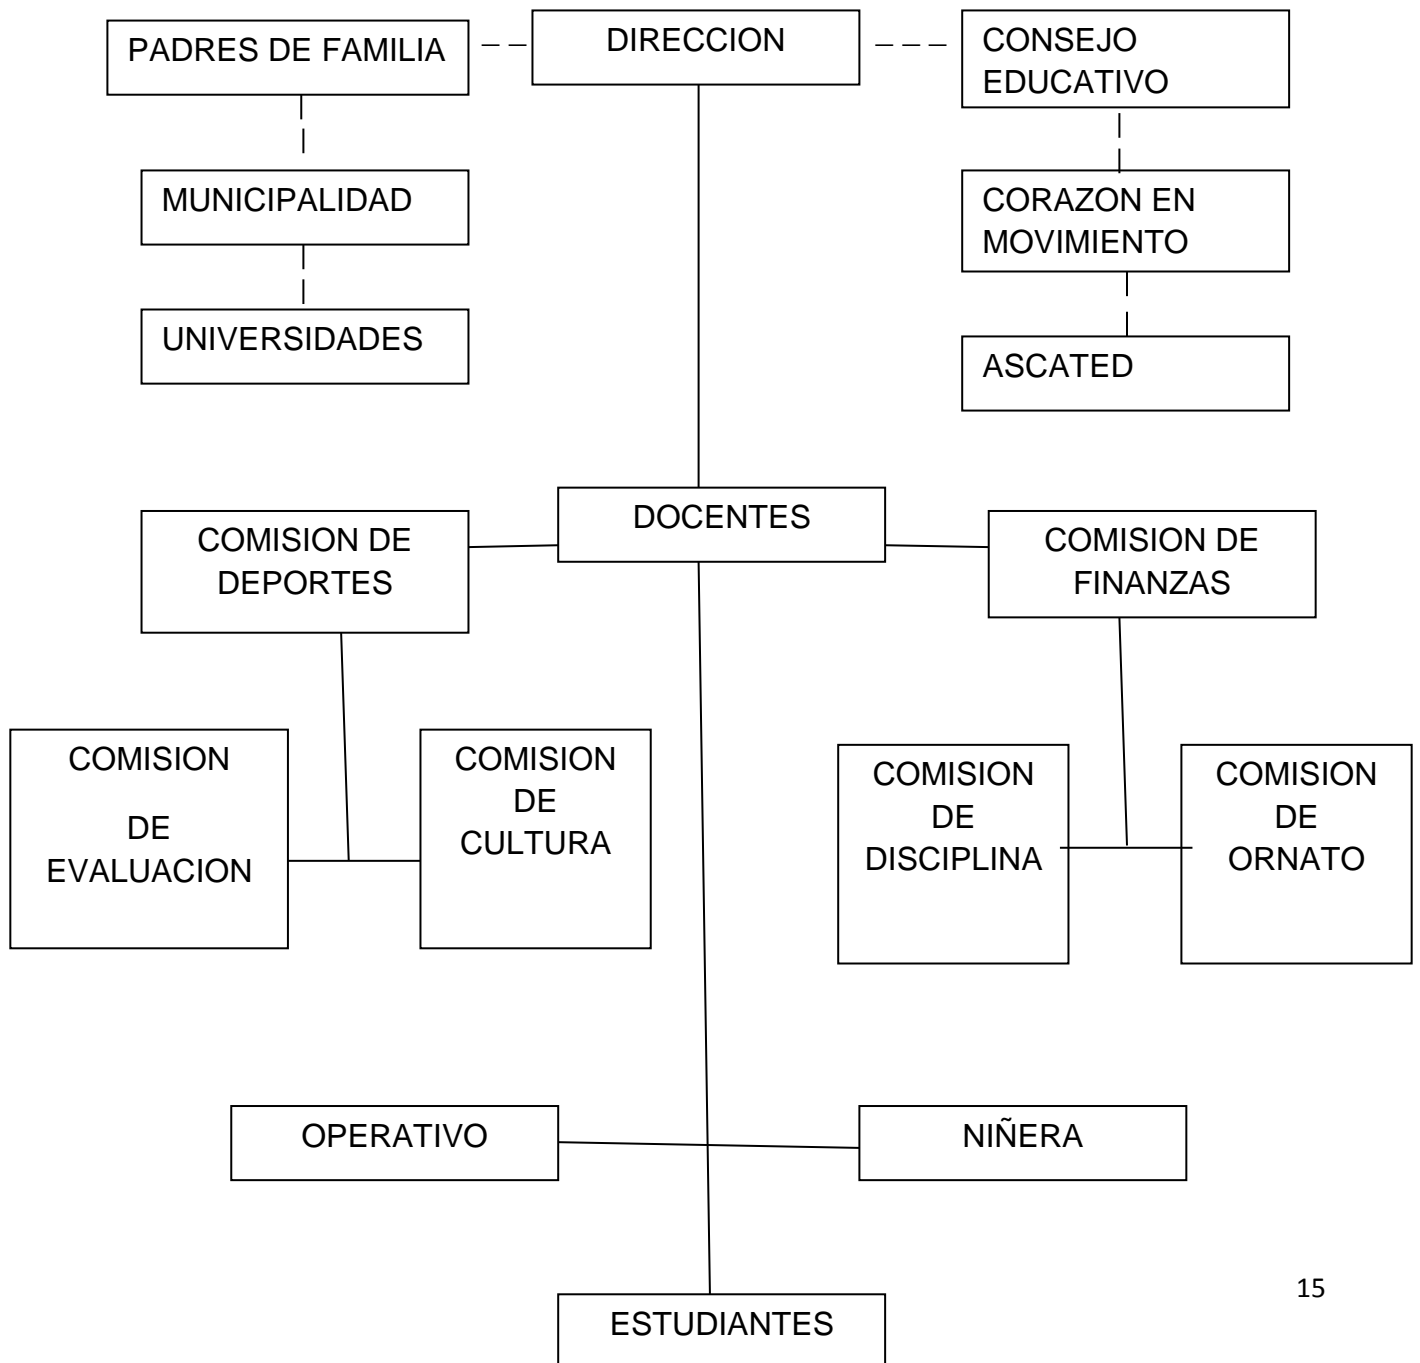 PADRES DE FAMILIA
DIRECCION
CONSEJO
EDUCATIVO
MUNICIPALIDAD
CORAZON EN
MOVIMIENTO
UNIVERSIDADES
ASCATED
DOCENTES
COMISION DE
DEPORTES
COMISION DE
FINANZAS
COMISION
DE
EVALUACION
COMISION
DE
CULTURA
COMISION
DE
DISCIPLINA
COMISION
DE
ORNATO
OPERATIVO
NIÑERA
ESTUDIANTES
15